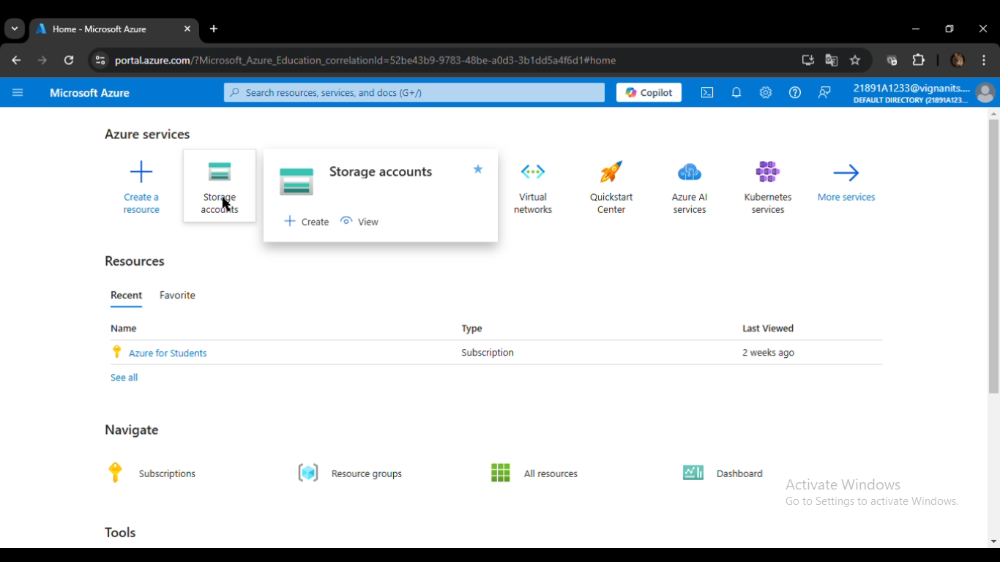 Home - Microsoft Azure
portal.azure.com/?Microsoft_Azure_Education_correlationId=52be43b9-9783-48be-a0d3-3b1dd5a4f6d1#home
Microsoft Azure
Search resources, services, and docs (G+/)
Copilot
21891A1233@vignanits....
DEFAULT DIRECTORY (21891A123...
Azure services
Create a
resource
Storage
accounts
Storage accounts
Create
View
Virtual
networks
Quickstart
Center
Azure AI
services
Kubernetes
services
More services
Resources
Recent Favorite
Name Type Last Viewed
Azure for Students Subscription 2 weeks ago
See all
Navigate
Subscriptions Resource groups All resources Dashboard
Activate Windows
Go to Settings to activate Windows.
Tools